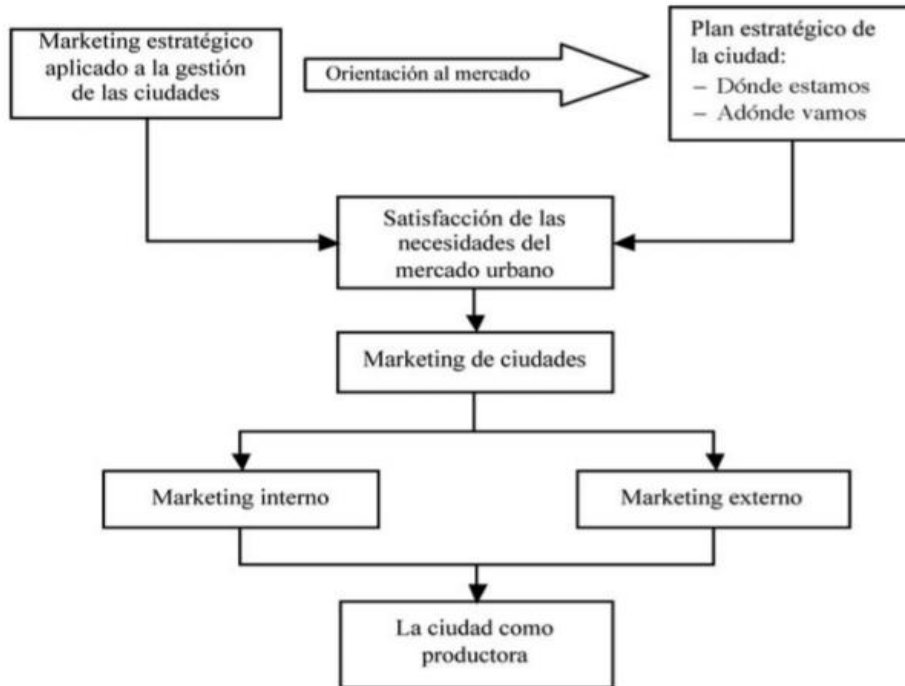 Marketing estratégico
aplicado a la gestión
de las ciudades
Orientación al mercado
Plan estratégico de
la ciudad:
– Dónde estamos
– Adónde vamos
Satisfacción de las
necesidades del
mercado urbano
Marketing de ciudades
Marketing interno
Marketing externo
La ciudad como
productora